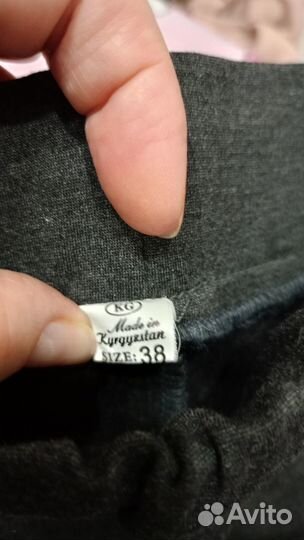 KG
Made in
Kyrgyzstan
SIZE: 38
Avito